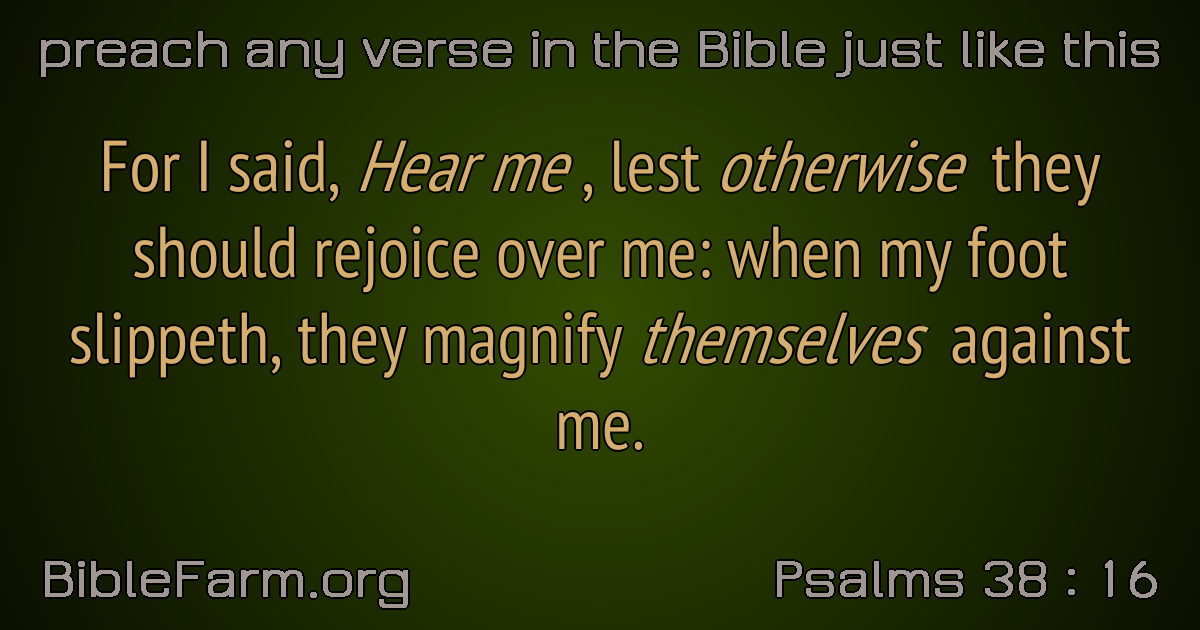 preach any verse in the Bible just like this
For I said, Hear me , lest otherwise they
should rejoice over me: when my foot
slippeth, they magnify themselves against
me.
BibleFarm.org
Psalms 38 : 16